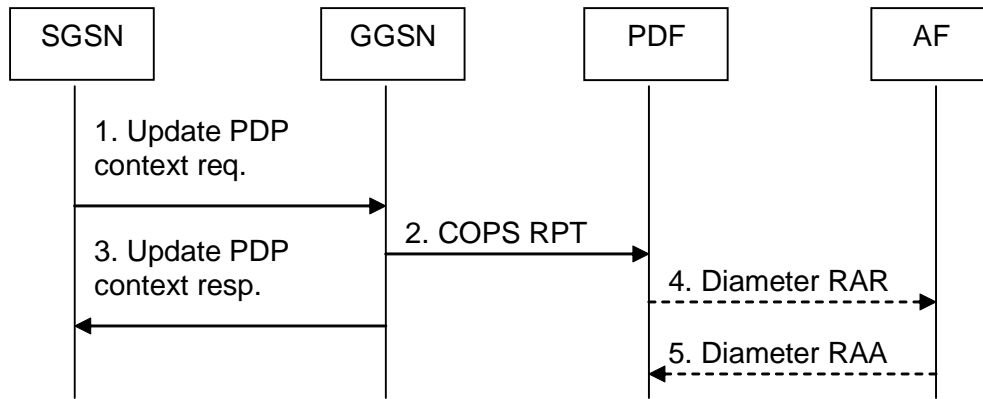 SGSN
GGSN
PDF
AF
1. Update PDP
context req.
2. COPS RPT
3. Update PDP
context resp.
4. Diameter RAR
5. Diameter RAA